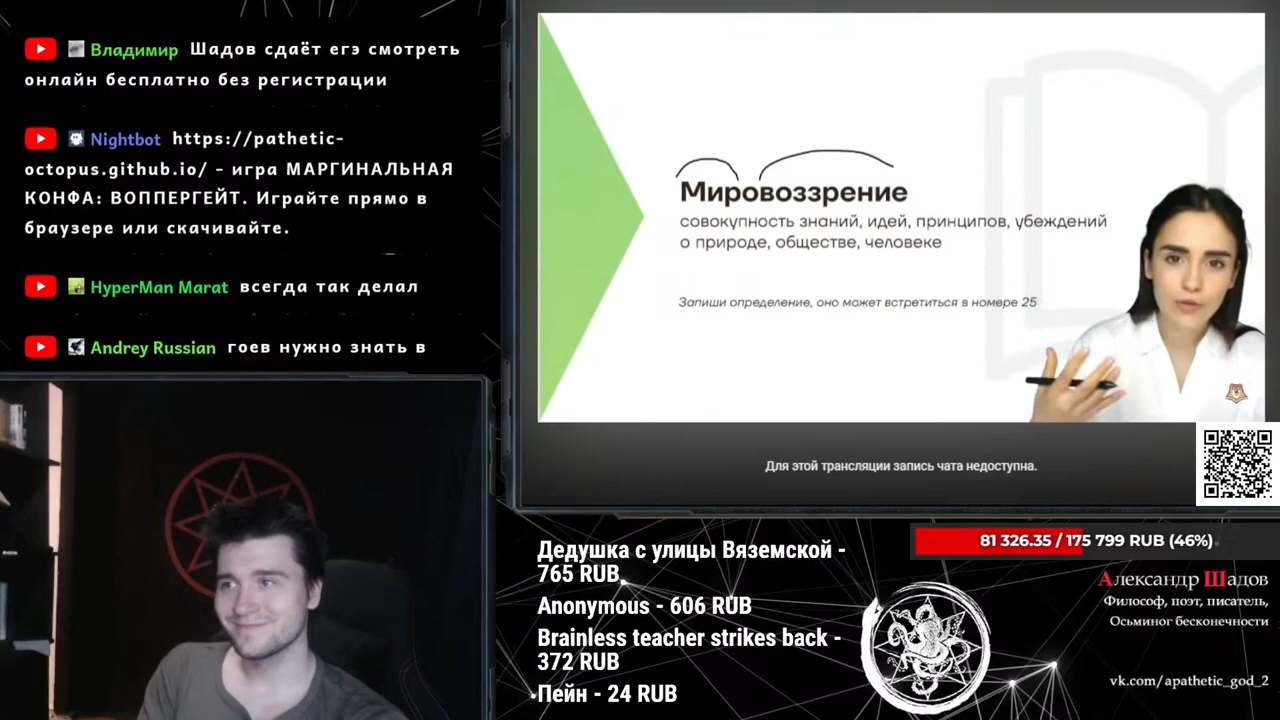 Владимир Шадов сдаёт егэ смотреть
онлайн бесплатно без регистрации
Nightbot https://pathetic-
octopus.github.io/ - игра МАРГИНАЛЬНАЯ
КОНФА: ВОППЕРГЕЙТ. Играйте прямо в
браузере или скачивайте.
HyperMan Marat всегда так делал
Andrey Russian гоев нужно знать в
Мировоззрение
совокупность знаний, идей, принципов, убеждений
о природе, обществе, человеке
Запиши определение, оно может встретиться в номере 25
Для этой трансляции запись чата недоступна.
Дедушка с улицы Вяземской -
765 RUB
Anonymous - 606 RUB
Brainless teacher strikes back -
372 RUB
Пейн - 24 RUB
81 326.35 / 175 799 RUB (46%)
Александр Шадов
Философ, поэт, писатель,
Осьминог бесконечности
vk.com/apathetic_god_2